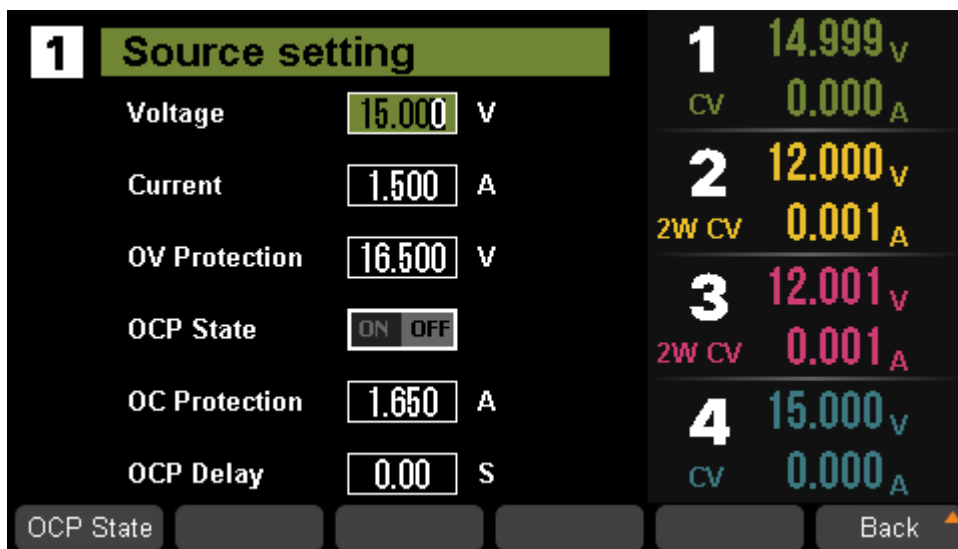 1 Source setting
Voltage 15.000 V
Current 1.500 A
OV Protection 16.500 V
OCP State ON OFF
OC Protection 1.650 A
OCP Delay 0.00 S
1 14.999 V
CV 0.000 A
2 12.000 V
2W CV 0.001 A
3 12.001 V
2W CV 0.001 A
4 15.000 V
CV 0.000 A
OCP State Back